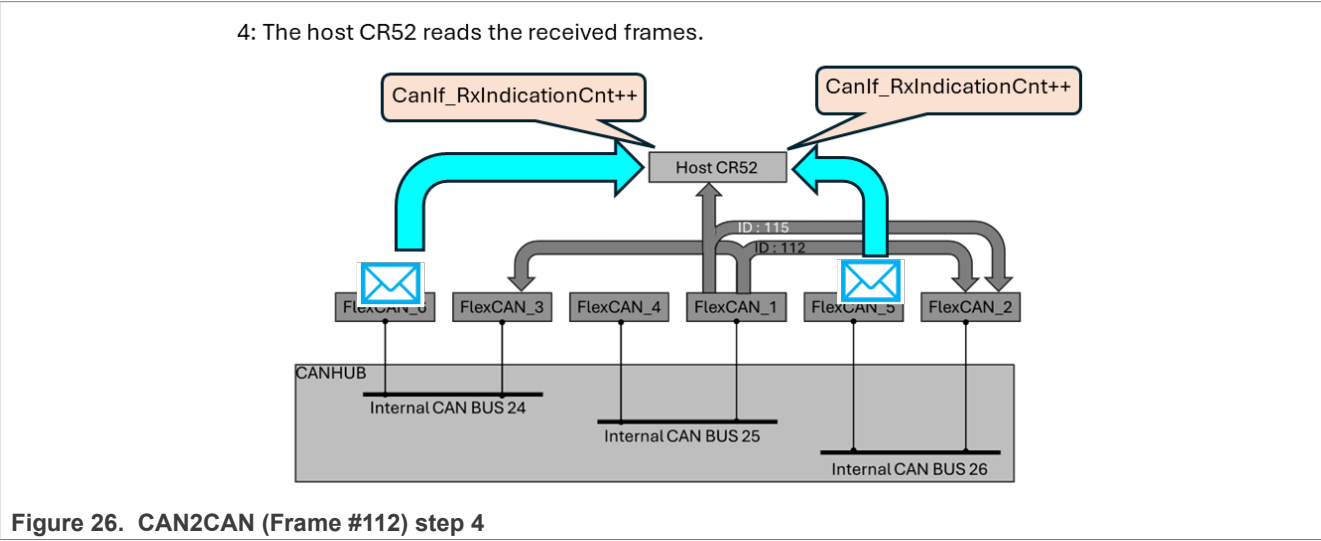 4: The host CR52 reads the received frames.
CanIf_RxIndicationCnt++
CanIf_RxIndicationCnt++
Host CR52
ID : 115
ID : 112
FlexCAN_6
FlexCAN_3
FlexCAN_4
FlexCAN_1
FlexCAN_5
FlexCAN_2
CANHUB
Internal CAN BUS 24
Internal CAN BUS 25
Internal CAN BUS 26
Figure 26. CAN2CAN (Frame #112) step 4